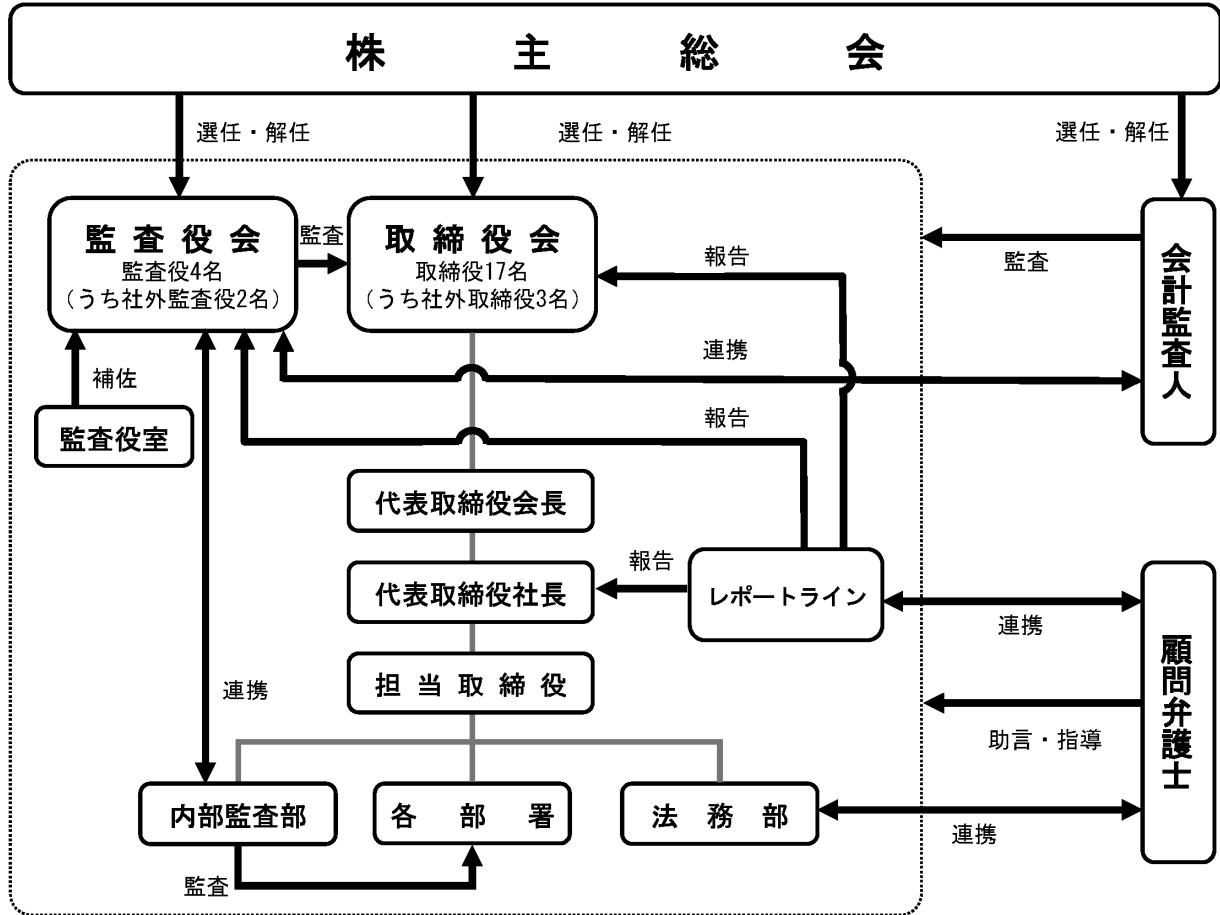 株主総会
選任・解任
選任・解任
選任・解任
監査役会
監査役4名
（うち社外監査役2名）
監査
取締役会
取締役17名
（うち社外取締役3名）
報告
監査
会計監査人
連携
補佐
監査役室
報告
代表取締役会長
報告
代表取締役社長
レポートライン
連携
顧問弁護士
担当取締役
連携
助言・指導
内部監査部
各部署
法務部
連携
監査